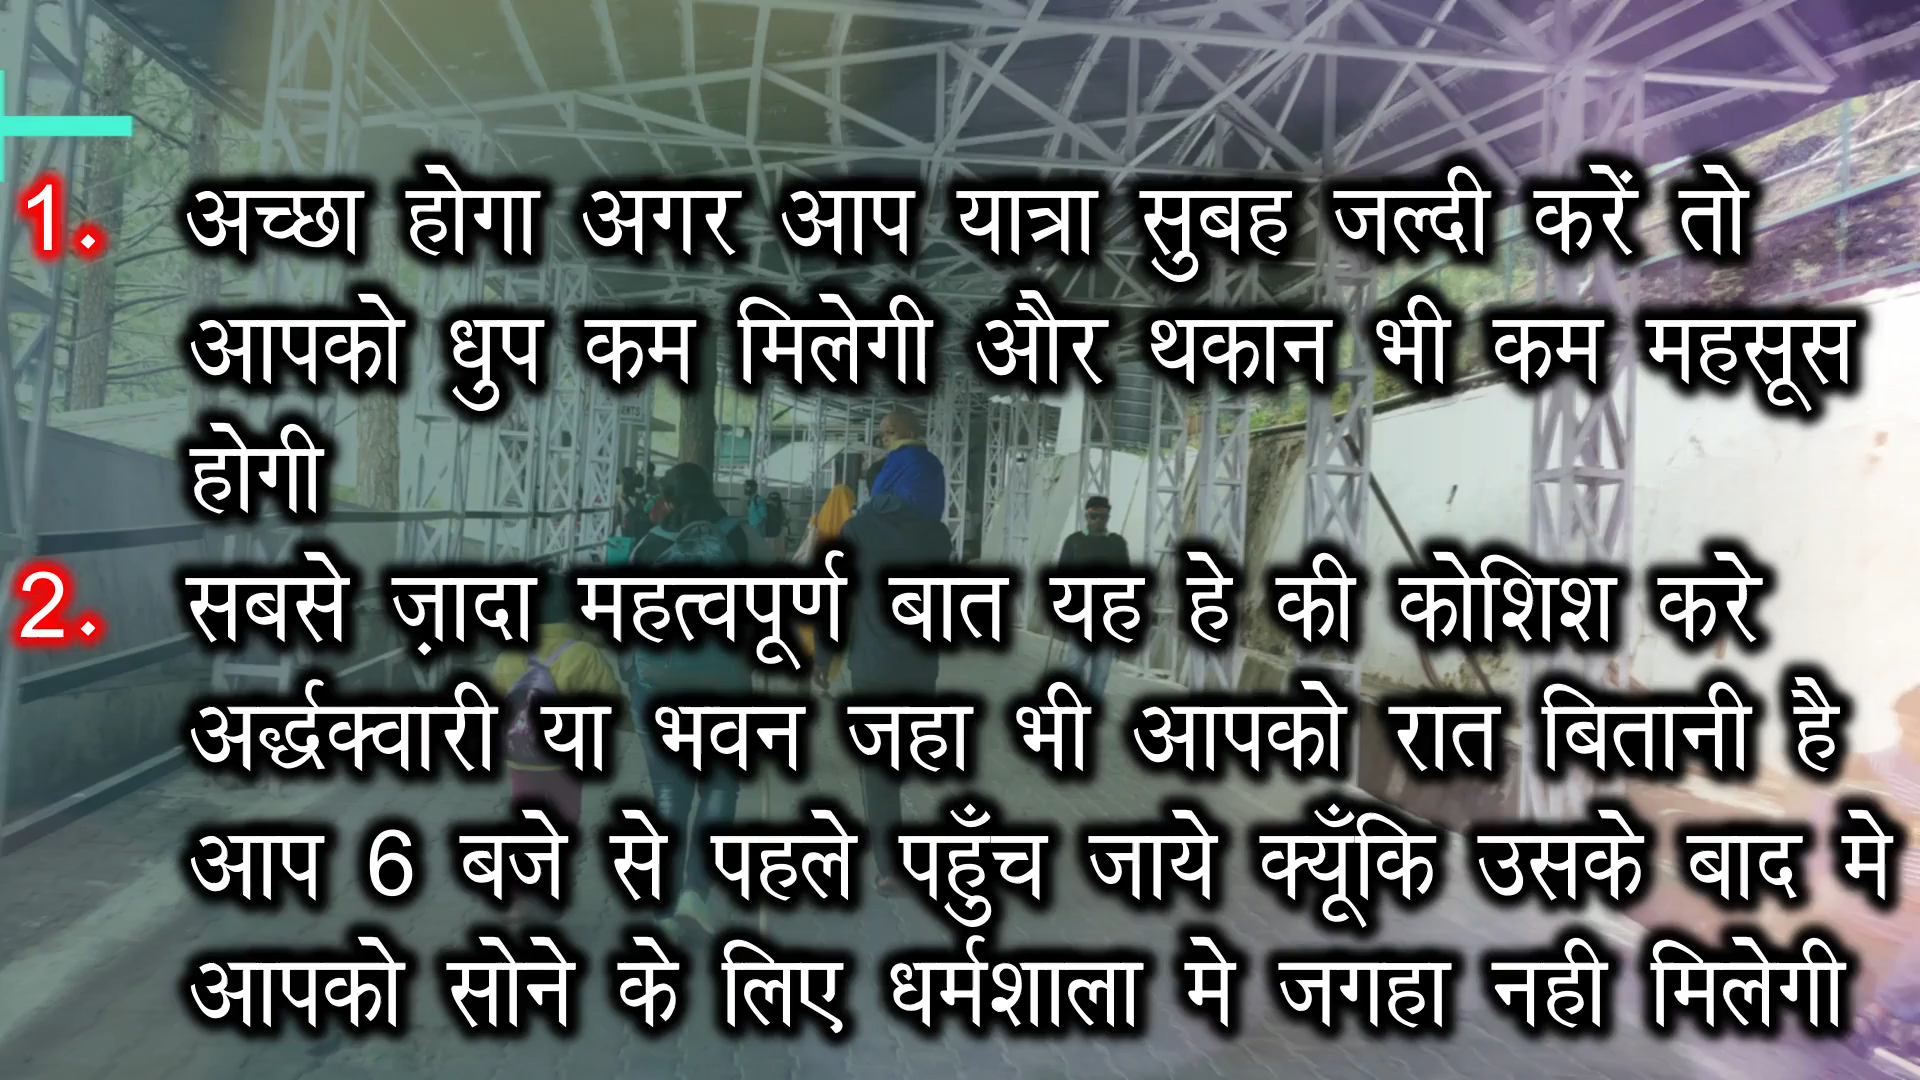 1. अच्छा होगा अगर आप यात्रा सुबह जल्दी करें तो
आपको धुप कम मिलेगी और थकान भी कम महसूस
होगी
2. सबसे ज़ादा महत्वपूर्ण बात यह हे की कोशिश करे
अर्द्धक्वारी या भवन जहा भी आपको रात बितानी है
आप 6 बजे से पहले पहुँच जाये क्यूँकि उसके बाद मे
आपको सोने के लिए धर्मशाला मे जगहा नही मिलेगी